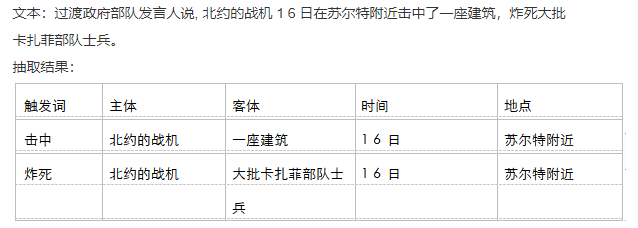 文本：过渡政府部队发言人说, 北约的战机 1 6 日在苏尔特附近击中了一座建筑，炸死大批
卡扎菲部队士兵。
抽取结果：
触发词 主体 客体 时间 地点
击中 北约的战机 一座建筑 1 6 日 苏尔特附近
炸死 北约的战机 大批卡扎菲部队士 1 6 日 苏尔特附近
兵